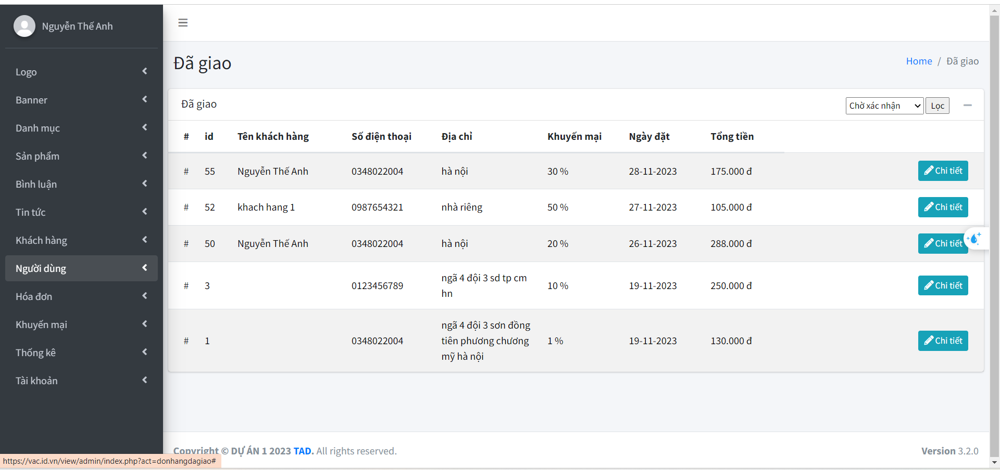 Nguyễn Thế Anh
Logo
Banner
Danh mục
Sản phẩm
Bình luận
Tin tức
Khách hàng
Người dùng
Hóa đơn
Khuyến mại
Thống kê
Tài khoản
Đã giao
Home / Đã giao
Đã giao
Chờ xác nhận Lọc
# id Tên khách hàng Số điện thoại Địa chỉ Khuyến mại Ngày đặt Tổng tiền
# 55 Nguyễn Thế Anh 0348022004 hà nội 30 % 28-11-2023 175.000 đ Chi tiết
# 52 khach hang 1 0987654321 nhà riêng 50 % 27-11-2023 105.000 đ Chi tiết
# 50 Nguyễn Thế Anh 0348022004 hà nội 20 % 26-11-2023 288.000 đ Chi tiết
# 3 0123456789 ngã 4 đội 3 sd tp cm
hn 10 % 19-11-2023 250.000 đ Chi tiết
# 1 0348022004 ngã 4 đội 3 sơn đồng
tiên phương chương
mỹ hà nội 1 % 19-11-2023 130.000 đ Chi tiết
Copyright © DỰ ÁN 1 2023 TAD. All rights reserved.
Version 3.2.0
https://vac.id.vn/view/admin/index.php?act=donhangdagiao#